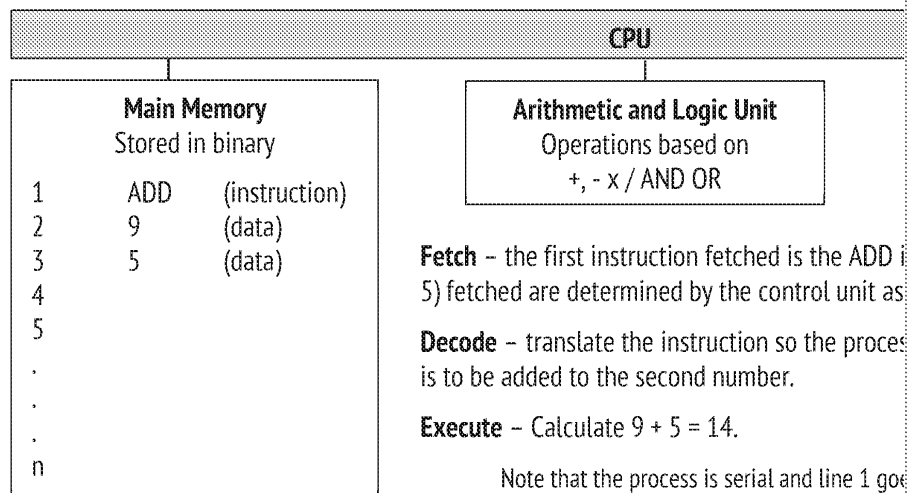 CPU
Main Memory
Stored in binary
1 ADD (instruction)
2 9 (data)
3 5 (data)
4
5
.
.
.
n
Arithmetic and Logic Unit
Operations based on
+, - x / AND OR
Fetch – the first instruction fetched is the ADD
5) fetched are determined by the control unit as
Decode – translate the instruction so the
is to be added to the second number.
Execute – Calculate 9 + 5 = 14.
Note that the process is serial and line 1